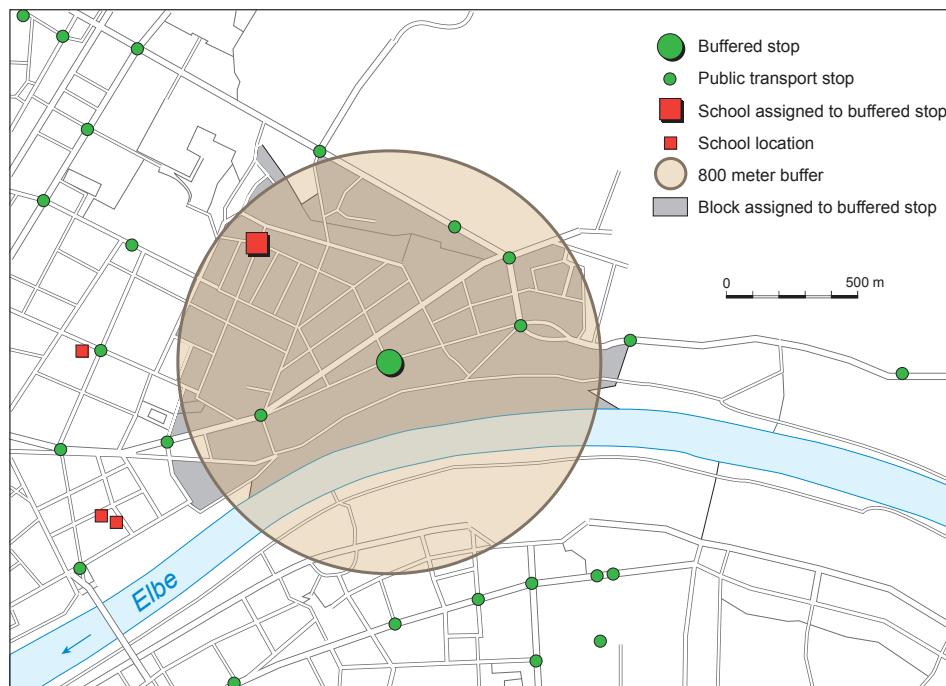 Buffered stop
Public transport stop
School assigned to buffered stop
School location
800 meter buffer
Block assigned to buffered stop
0 500 m
Elbe